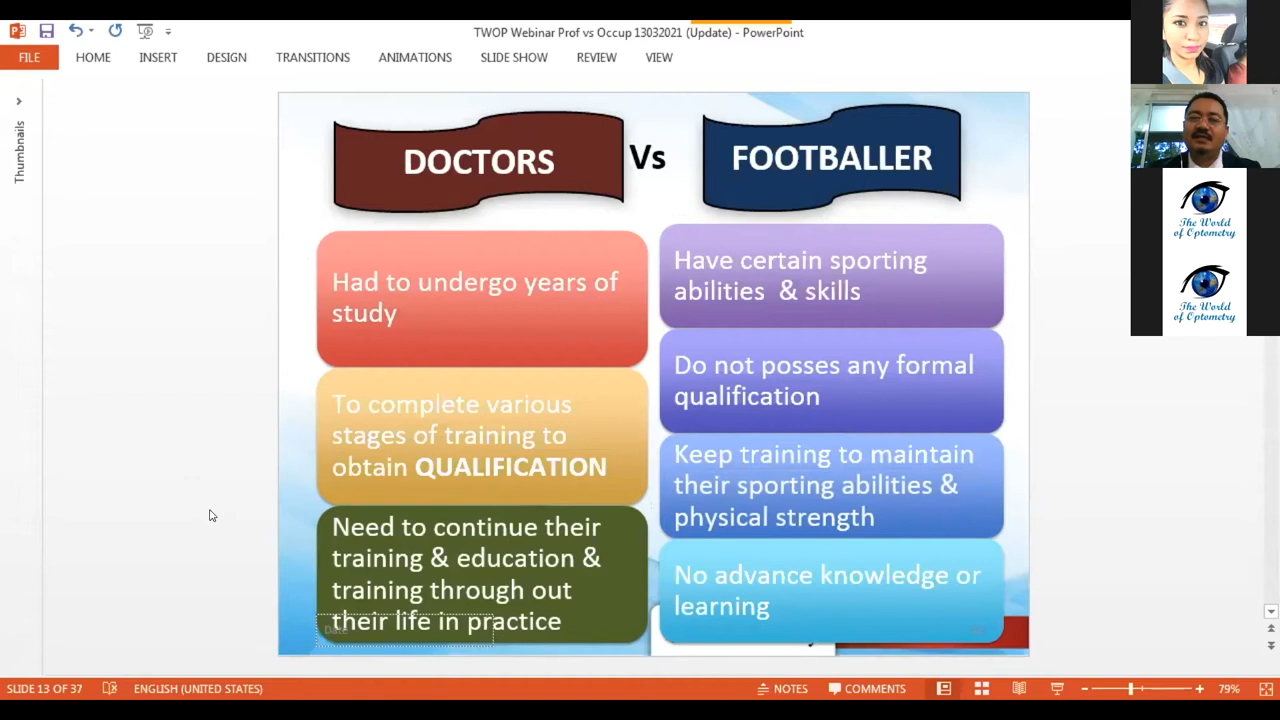 TWOP Webinar Prof vs Occup 13032021 (Update) - PowerPoint
FILE
HOME
INSERT
DESIGN
TRANSITIONS
ANIMATIONS
SLIDE SHOW
REVIEW
VIEW
Thumbnails
DOCTORS
Vs
FOOTBALLER
Had to undergo years of
study
To complete various
stages of training to
obtain QUALIFICATION
Need to continue their
training & education &
training through out
their life in practice
Date
Have certain sporting
abilities & skills
Do not posses any formal
qualification
Keep training to maintain
their sporting abilities &
physical strength
No advance knowledge or
learning
The World
of Optometry
The World
of Optometry
SLIDE 13 OF 37
ENGLISH (UNITED STATES)
NOTES
COMMENTS
79%